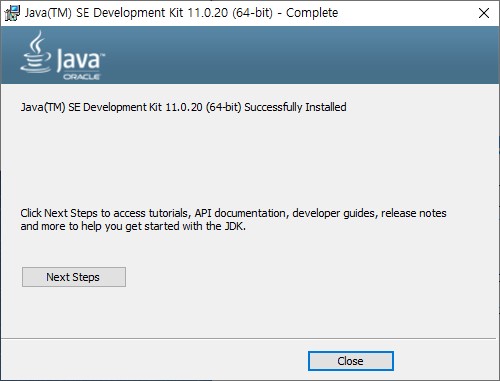 Java(TM) SE Development Kit 11.0.20 (64-bit) - Complete
Java
ORACLE
Java(TM) SE Development Kit 11.0.20 (64-bit) Successfully Installed
Click Next Steps to access tutorials, API documentation, developer guides, release notes
and more to help you get started with the JDK.
Next Steps
Close